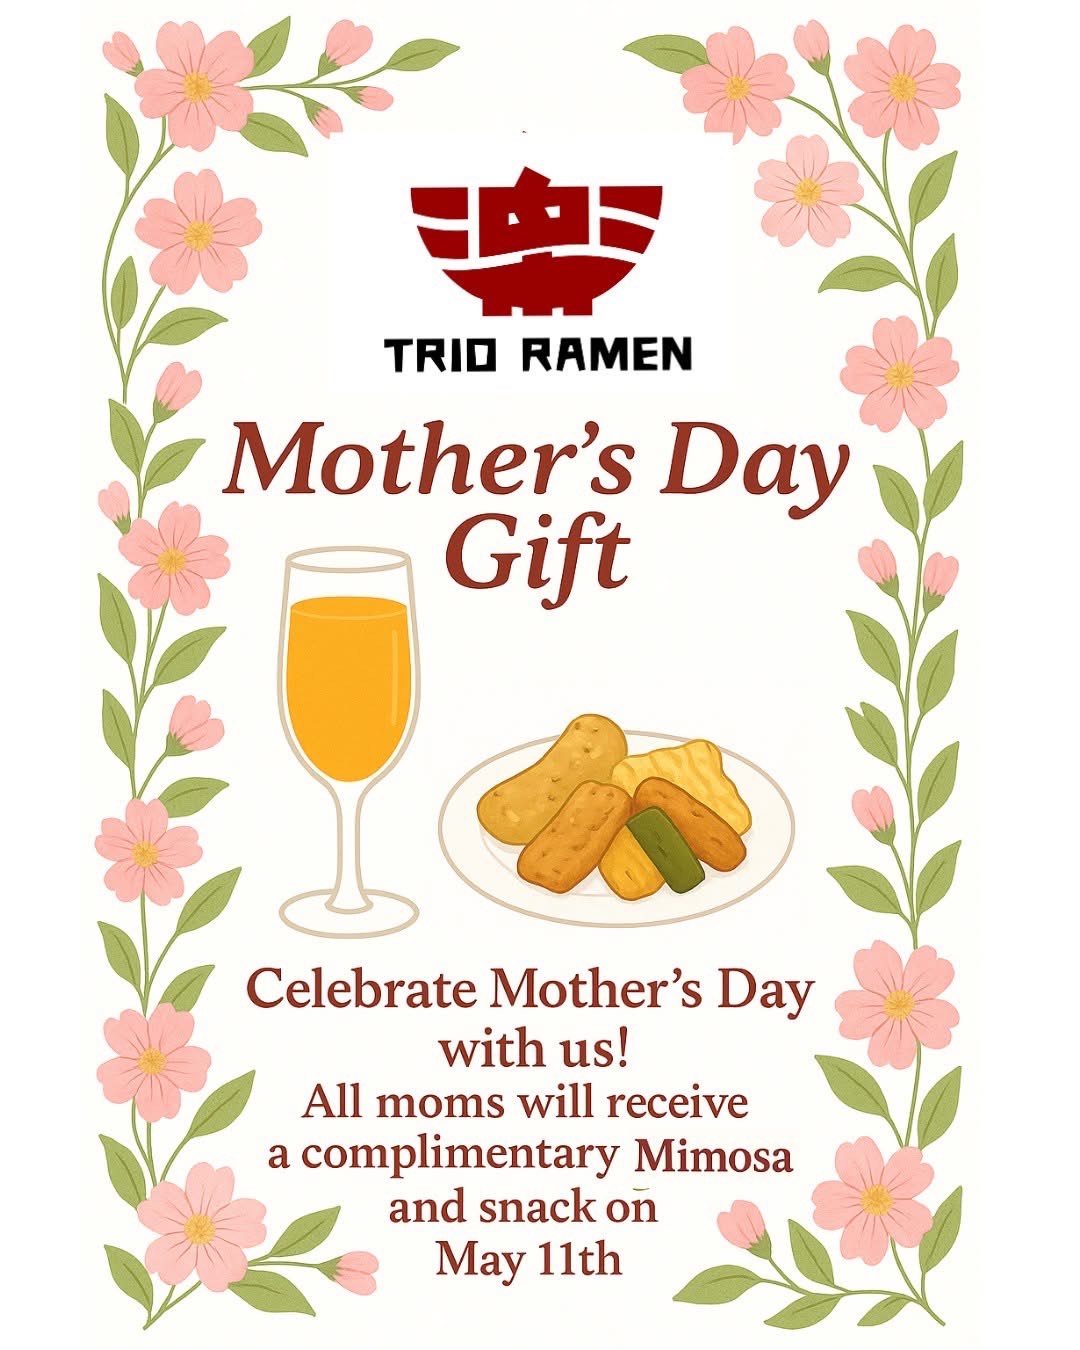 TRIO RAMEN
Mother's Day
Gift
Celebrate Mother's Day
with us!
All moms will receive
a complimentary Mimosa
and snack on
May 11th